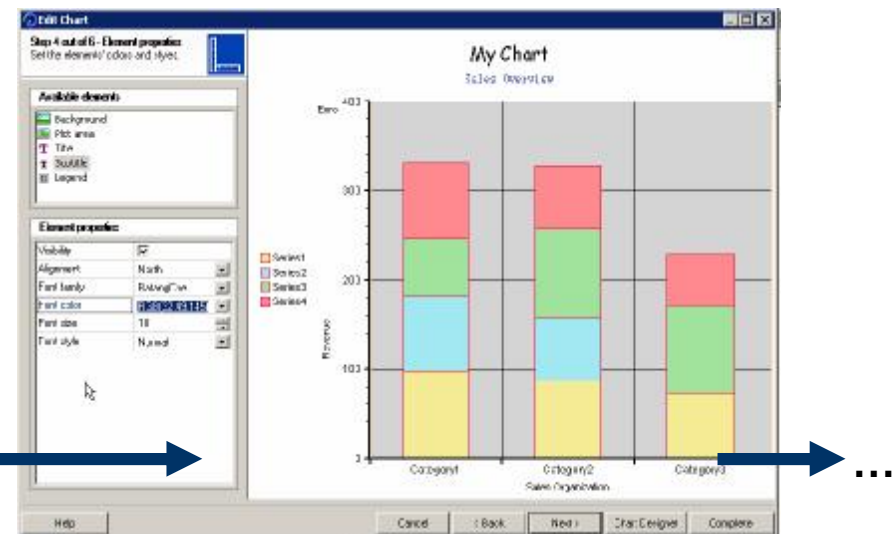 Edit Chart
Step 4 out of 6 - Element properties
Set the elements' colors and styles.
Available elements
Background
Plot area
T Title
T Subtitle
Legend
Element properties
Visibility
Alignment North
Font family
Font color
Font size 10
Font style Normal
My Chart
Sales Overview
Euro
400
300
200
100
0
Revenue
Series1
Series2
Series3
Series4
Category1 Category2 Category3
Sales Organization
...
Help Cancel < Back Next > Chart Designer Complete